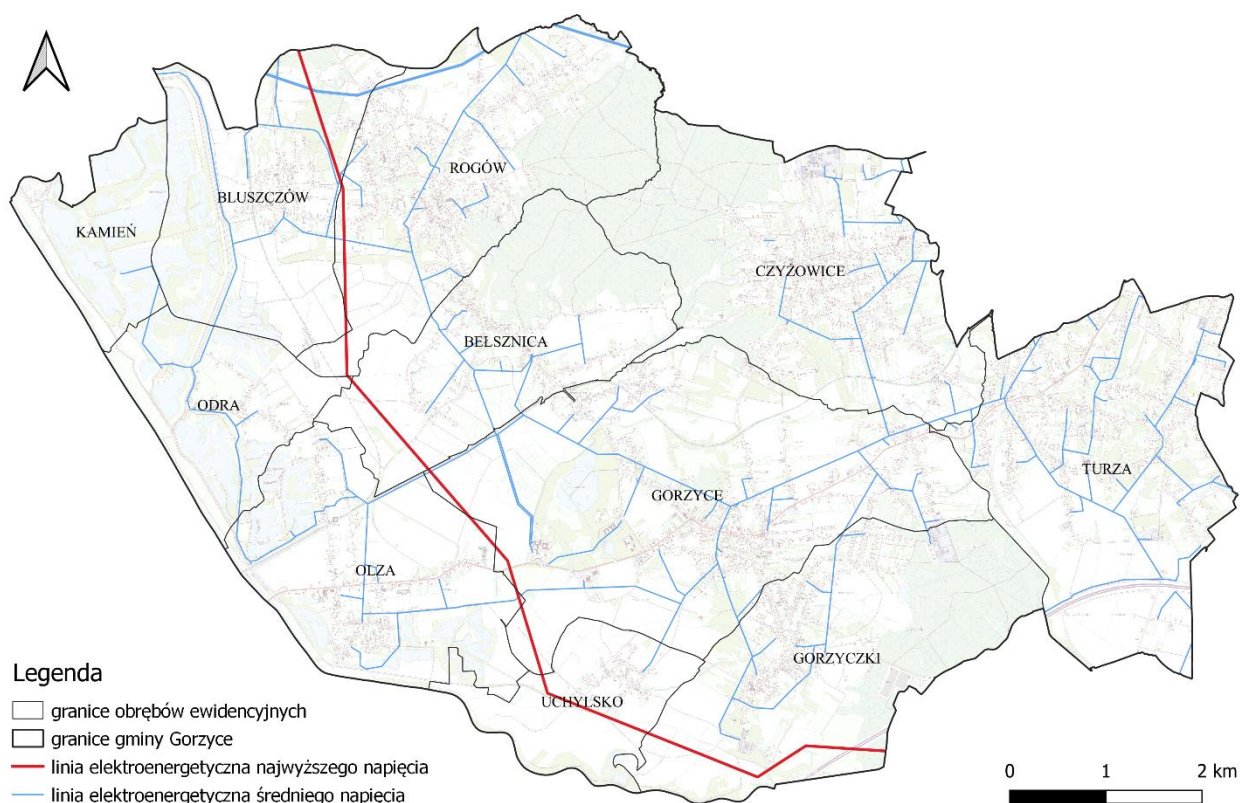 ROGÓW
BLUSZCZÓW
KAMIEŃ
CZYŻOWICE
BEŁSZNICA
ODRA
TURZA
GORZYCE
OLZA
GORZYCZKI
UCHYLSKO
Legenda
granice obrębów ewidencyjnych
granice gminy Gorzyce
linia elektroenergetyczna najwyższego napięcia
linia elektroenergetyczna średniego napięcia
0 1 2 km